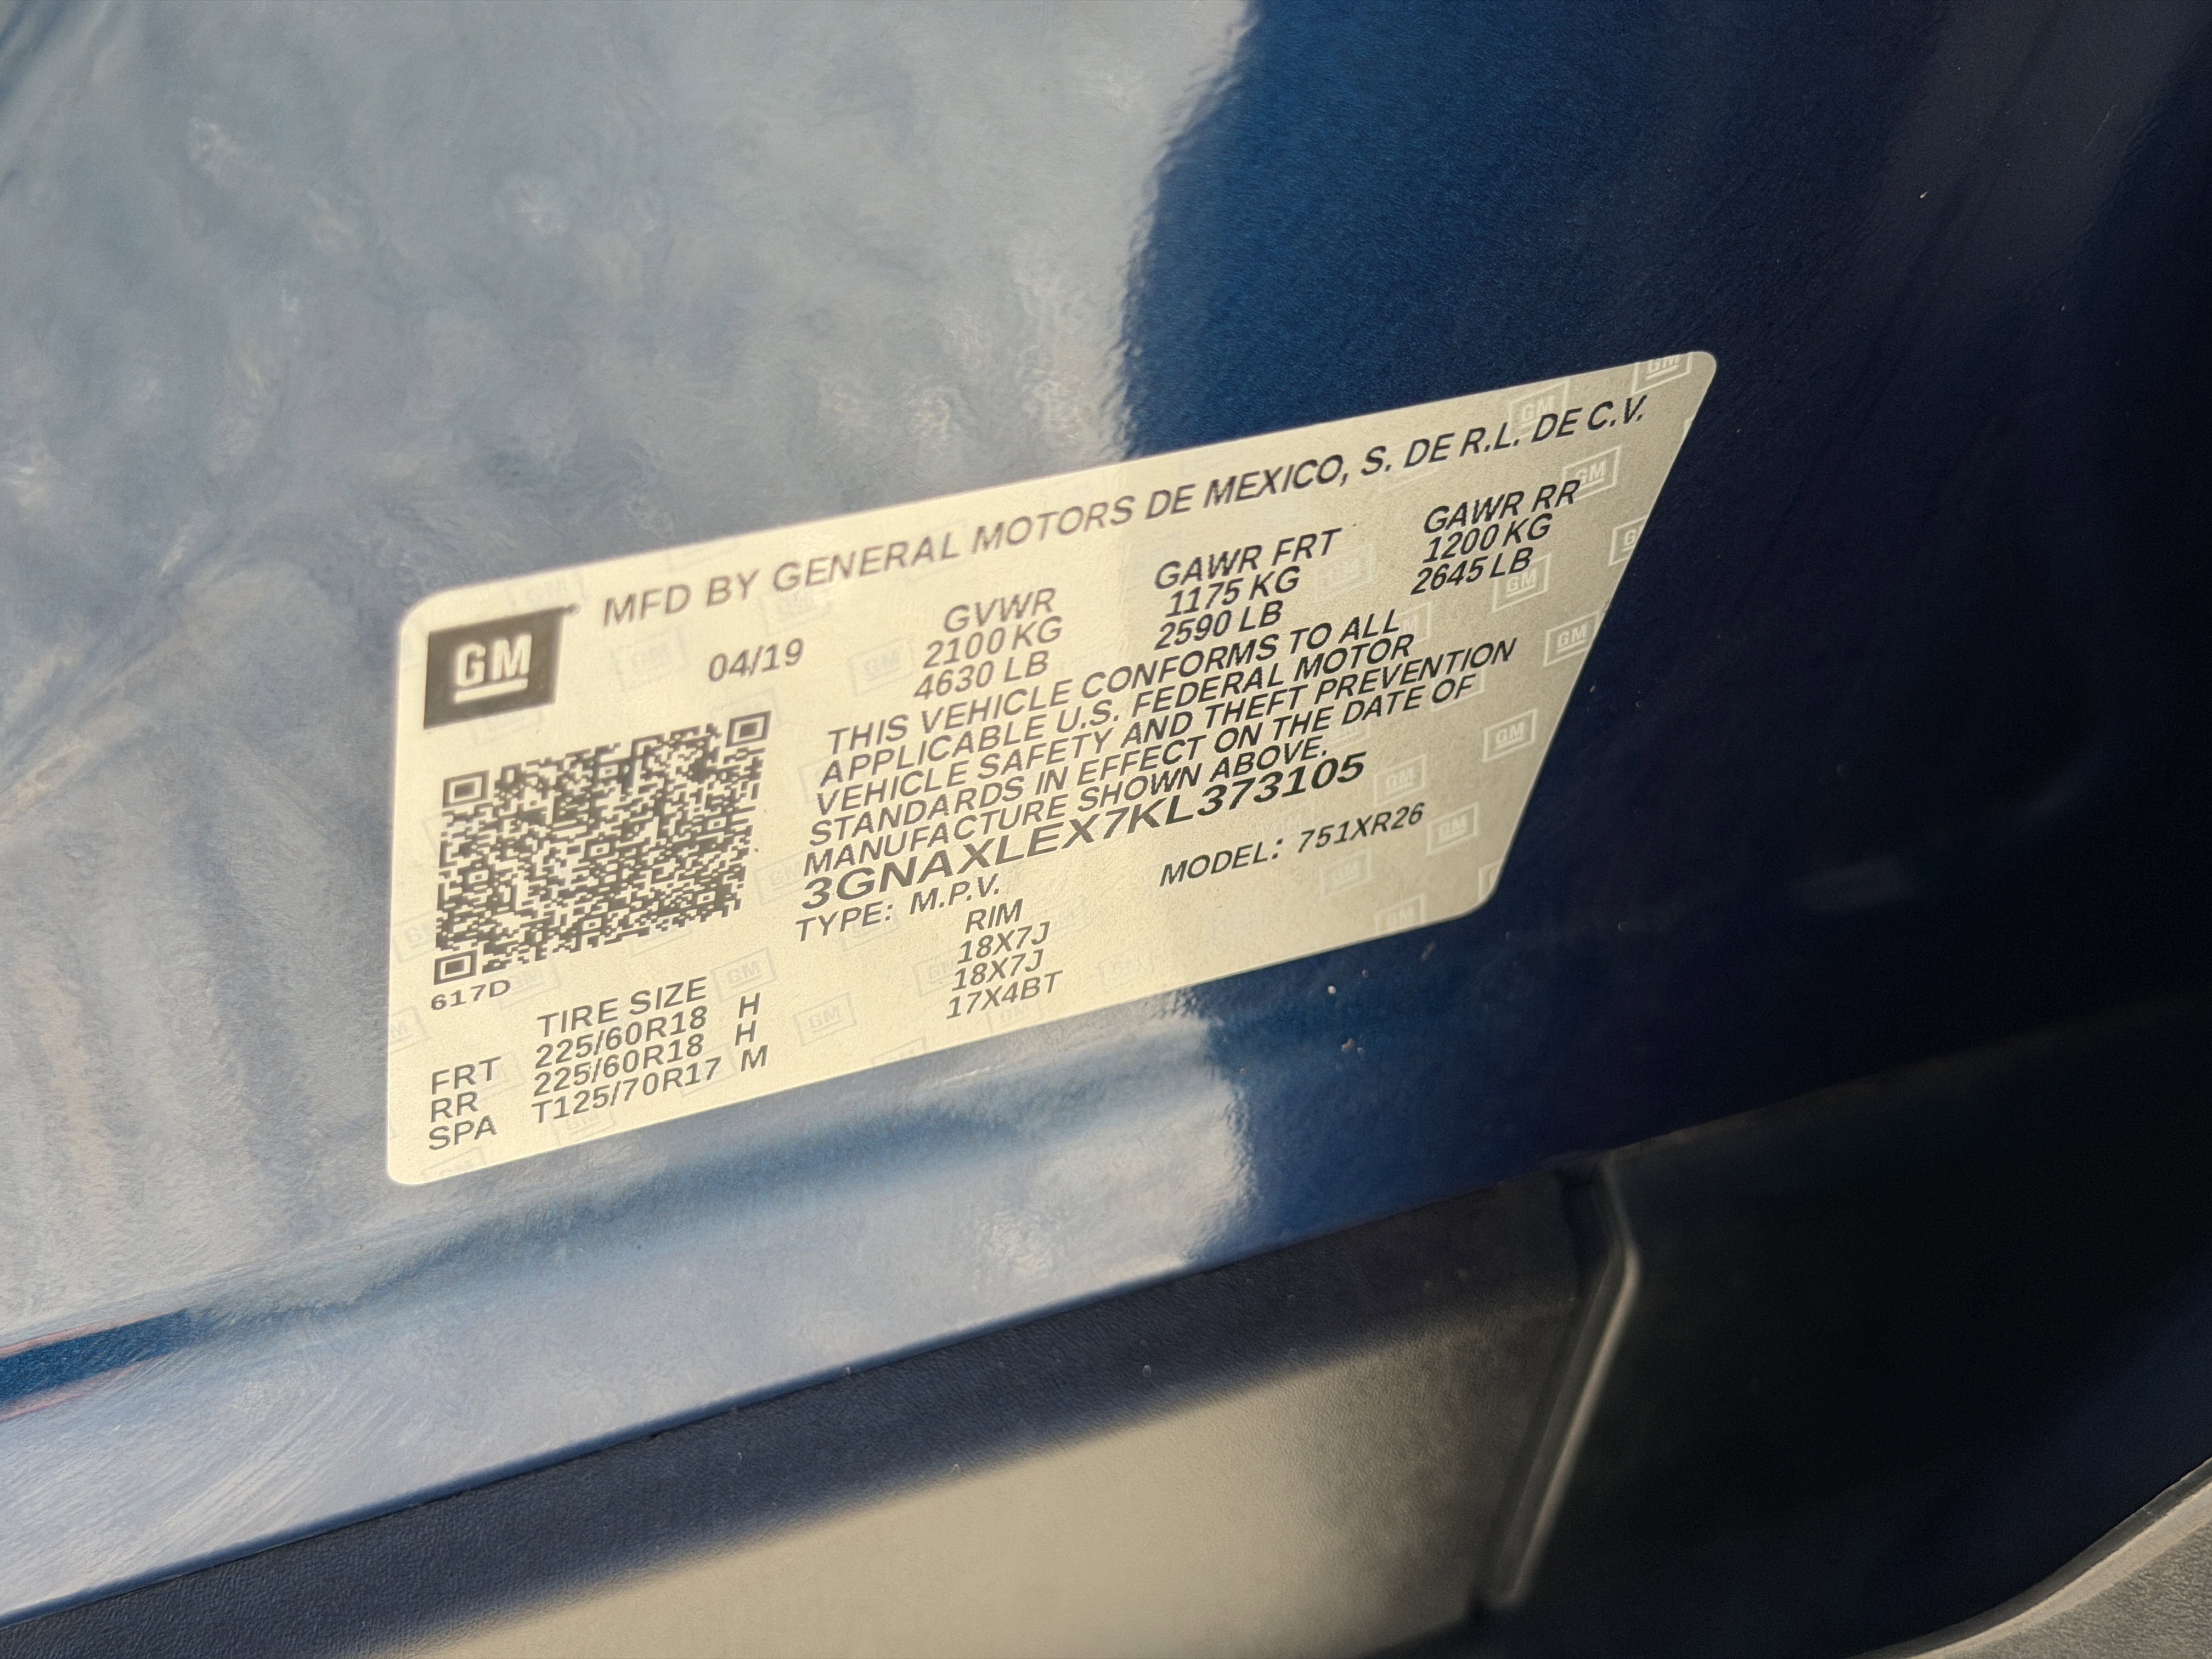 GM
MFD BY GENERAL MOTORS DE MEXICO, S. DE R.L. DE C.V.
04/19
GVWR GAWR FRT GAWR RR
2100 KG 1175 KG 1200 KG
4630 LB 2590 LB 2645 LB
THIS VEHICLE CONFORMS TO ALL
APPLICABLE U.S. FEDERAL MOTOR
VEHICLE SAFETY AND THEFT PREVENTION
STANDARDS IN EFFECT ON THE DATE OF
MANUFACTURE SHOWN ABOVE.
3GNAXLEX7KL373105
TYPE: M.P.V. MODEL: 751XR26
617D
TIRE SIZE RIM
FRT 225/60R18 H 18X7J
RR 225/60R18 H 18X7J
SPA T125/70R17 M 17X4BT